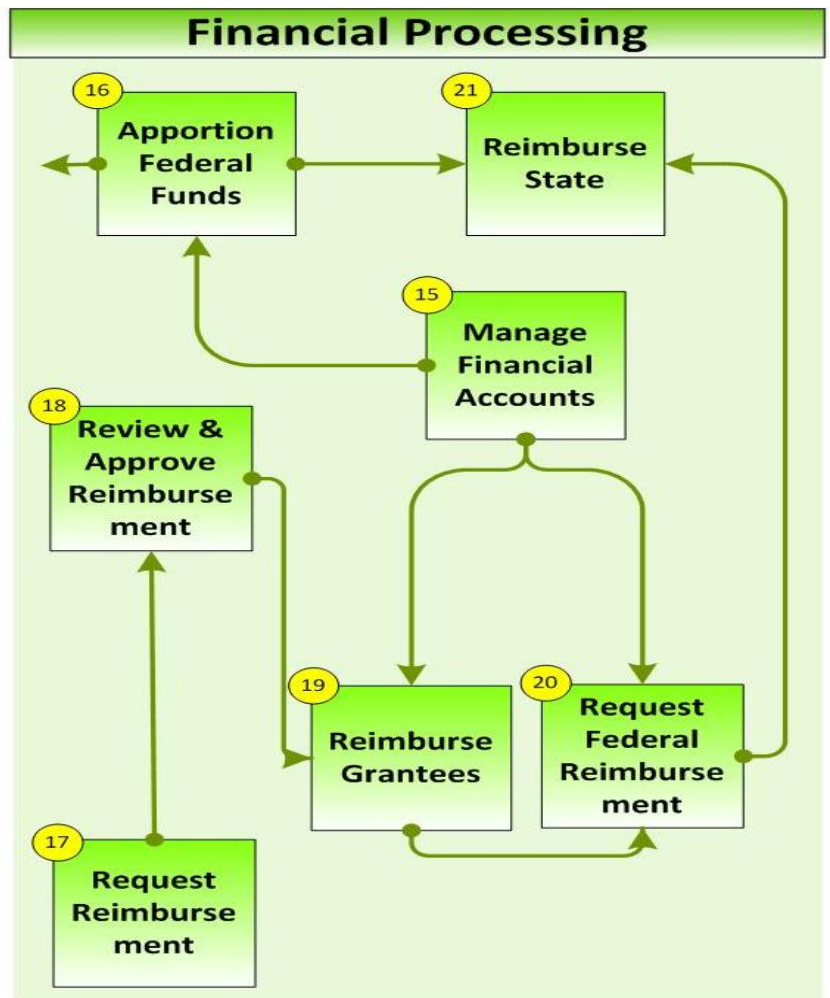 Financial Processing
16
Apportion
Federal
Funds
21
Reimburse
State
15
Manage
Financial
Accounts
18
Review &
Approve
Reimburse
ment
19
Reimburse
Grantees
20
Request
Federal
Reimburse
ment
17
Request
Reimburse
ment